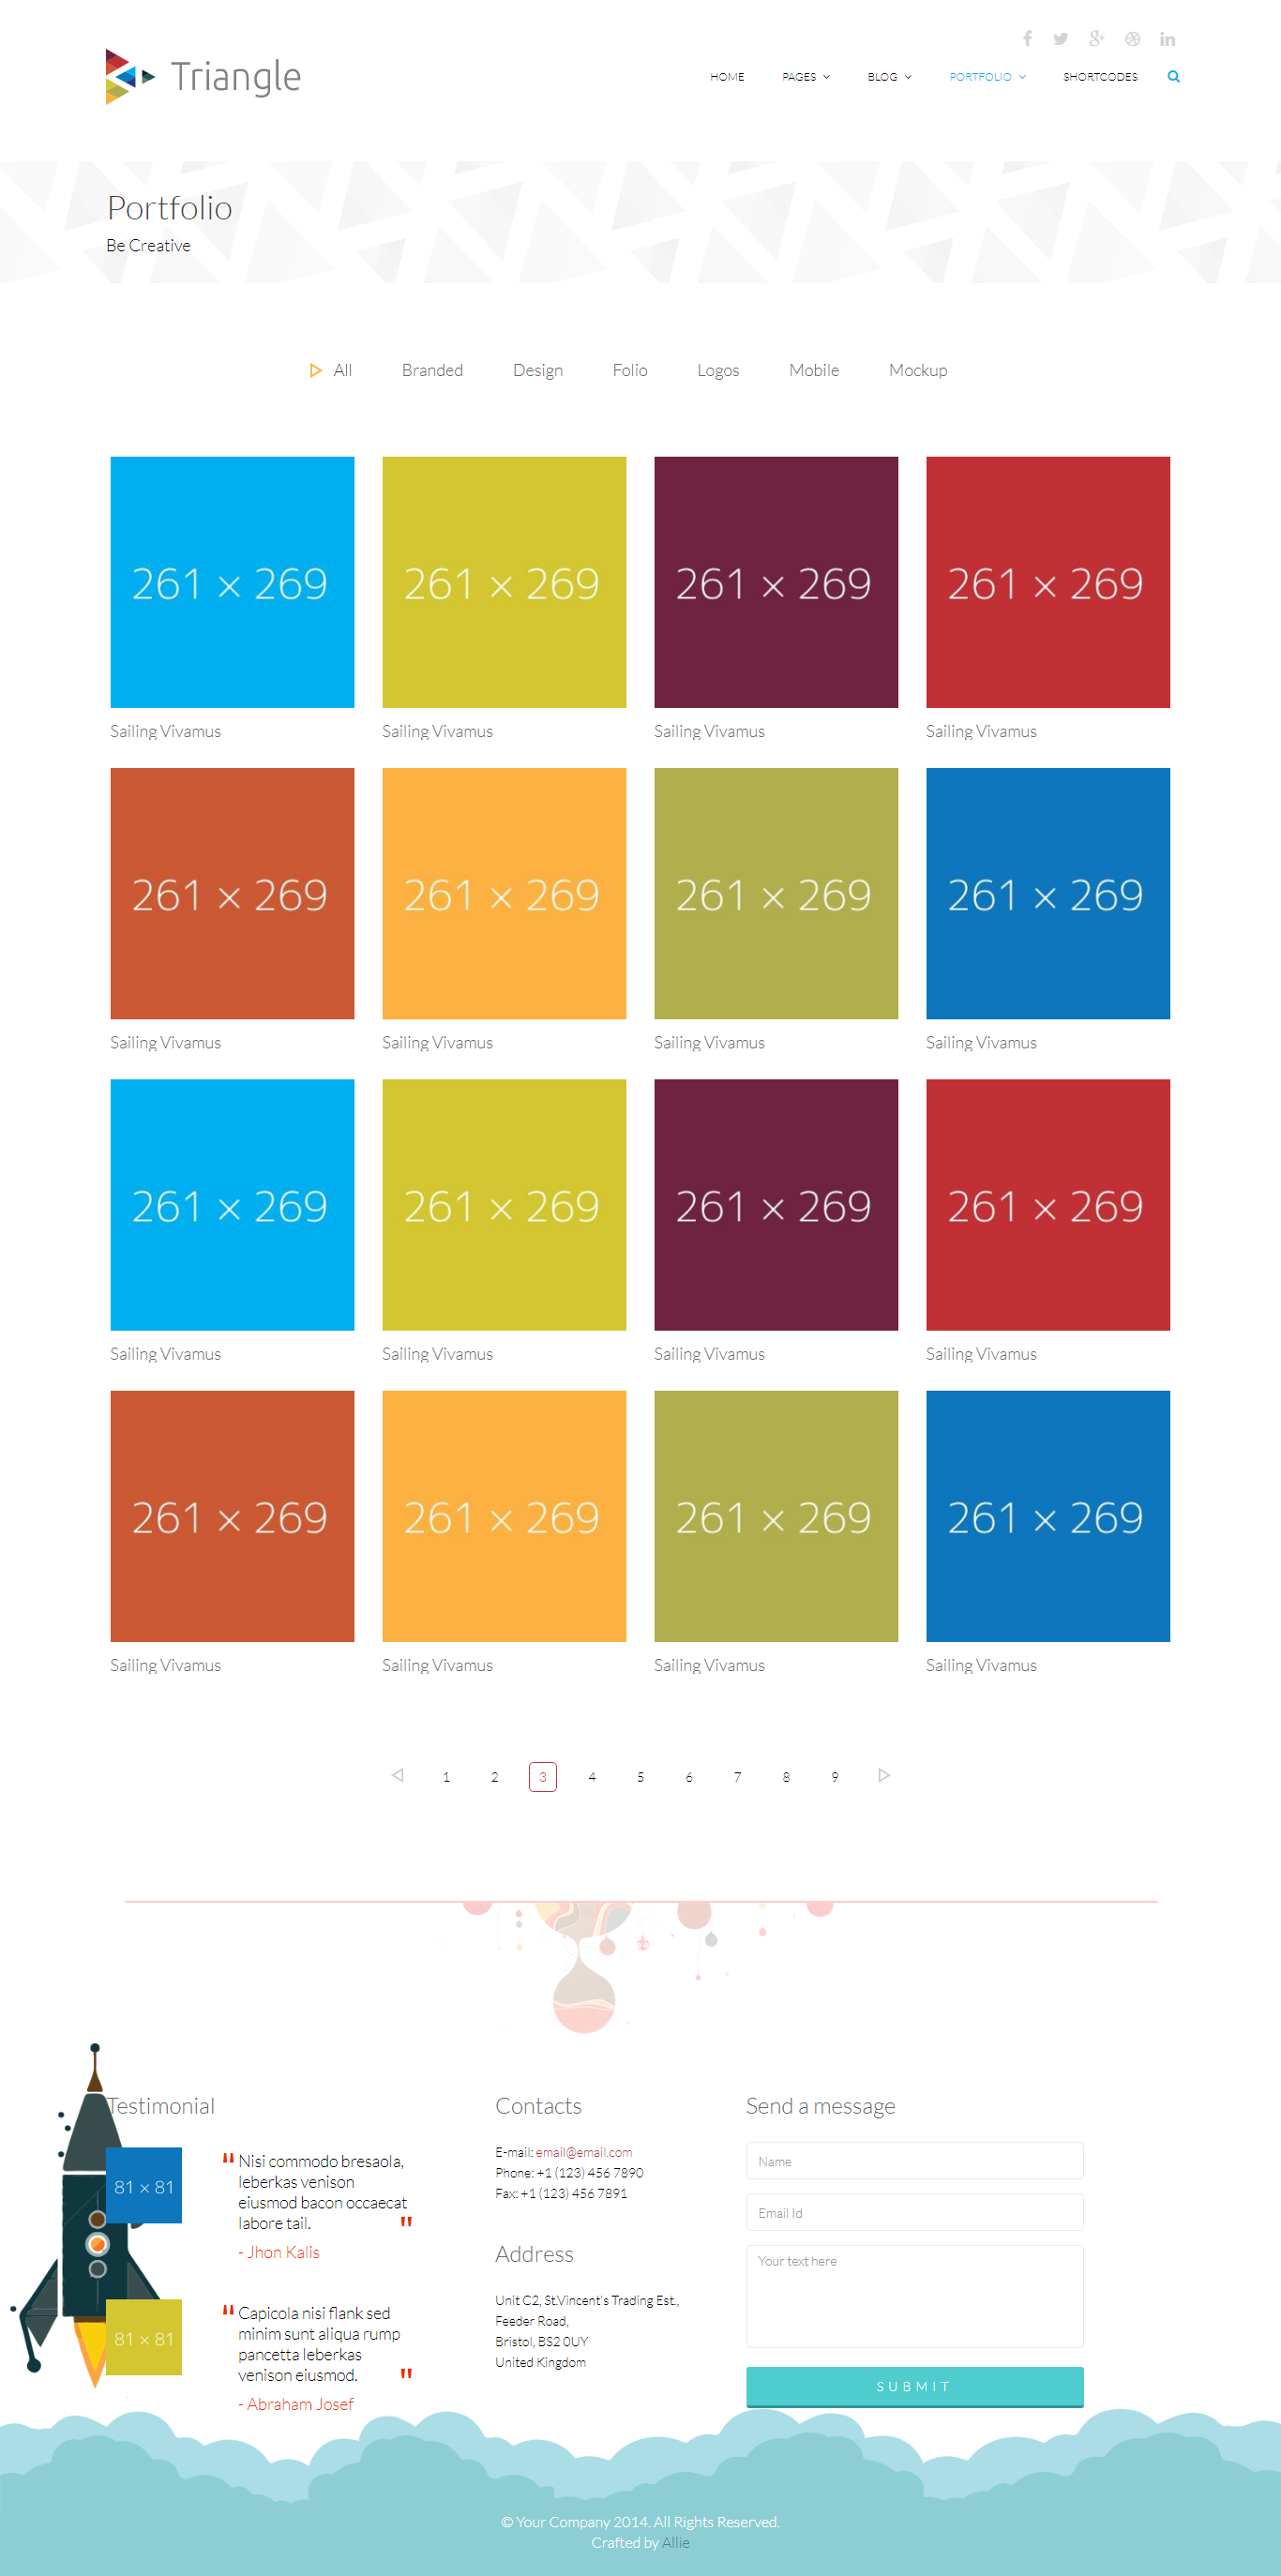 Triangle
HOME PAGES BLOG PORTFOLIO SHORTCODES
Portfolio
Be Creative
All Branded Design Folio Logos Mobile Mockup
261 × 269 261 × 269 261 × 269 261 × 269
Sailing Vivamus Sailing Vivamus Sailing Vivamus Sailing Vivamus
261 × 269 261 × 269 261 × 269 261 × 269
Sailing Vivamus Sailing Vivamus Sailing Vivamus Sailing Vivamus
261 × 269 261 × 269 261 × 269 261 × 269
Sailing Vivamus Sailing Vivamus Sailing Vivamus Sailing Vivamus
261 × 269 261 × 269 261 × 269 261 × 269
Sailing Vivamus Sailing Vivamus Sailing Vivamus Sailing Vivamus
1 2 3 4 5 6 7 8 9
Testimonial
81 × 81
" Nisi commodo bresaola,
leberkas venison
eiusmod bacon occaecat
labore tail. "
- Jhon Kalis
81 × 81
" Capicola nisi flank sed
minim sunt aliqua rump
pancetta leberkas
venison eiusmod. "
- Abraham Josef
Contacts
E-mail: email@email.com
Phone: +1 (123) 456 7890
Fax: +1 (123) 456 7891
Address
Unit C2, St.Vincent's Trading Est.,
Feeder Road,
Bristol, BS2 0UY
United Kingdom
Send a message
Name
Email Id
Your text here
SUBMIT
© Your Company 2014. All Rights Reserved.
Crafted by Allie